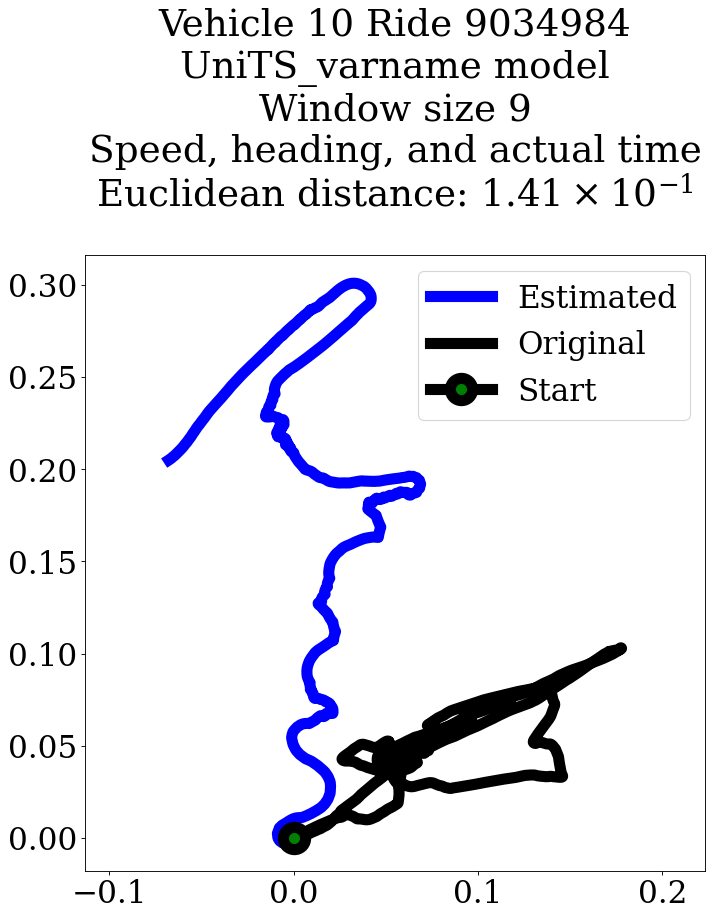 Vehicle 10 Ride 9034984
UniTS_varname model
Window size 9
Speed, heading, and actual time
Euclidean distance: 1.41 × 10⁻¹
0.30
0.25
0.20
0.15
0.10
0.05
0.00
−0.1
0.0
0.1
0.2
Estimated
Original
Start